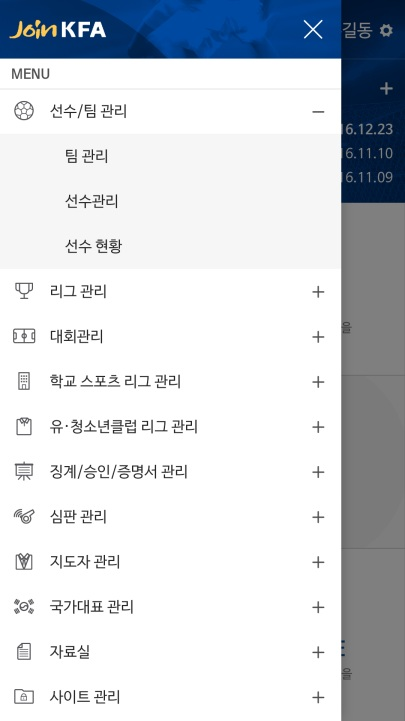 Join KFA
길동
MENU
선수/팀 관리
팀 관리
선수관리
선수 현황
리그 관리
대회관리
학교 스포츠 리그 관리
유·청소년클럽 리그 관리
징계/승인/증명서 관리
심판 관리
지도자 관리
국가대표 관리
자료실
사이트 관리
16.12.23
16.11.10
16.11.09
을
을